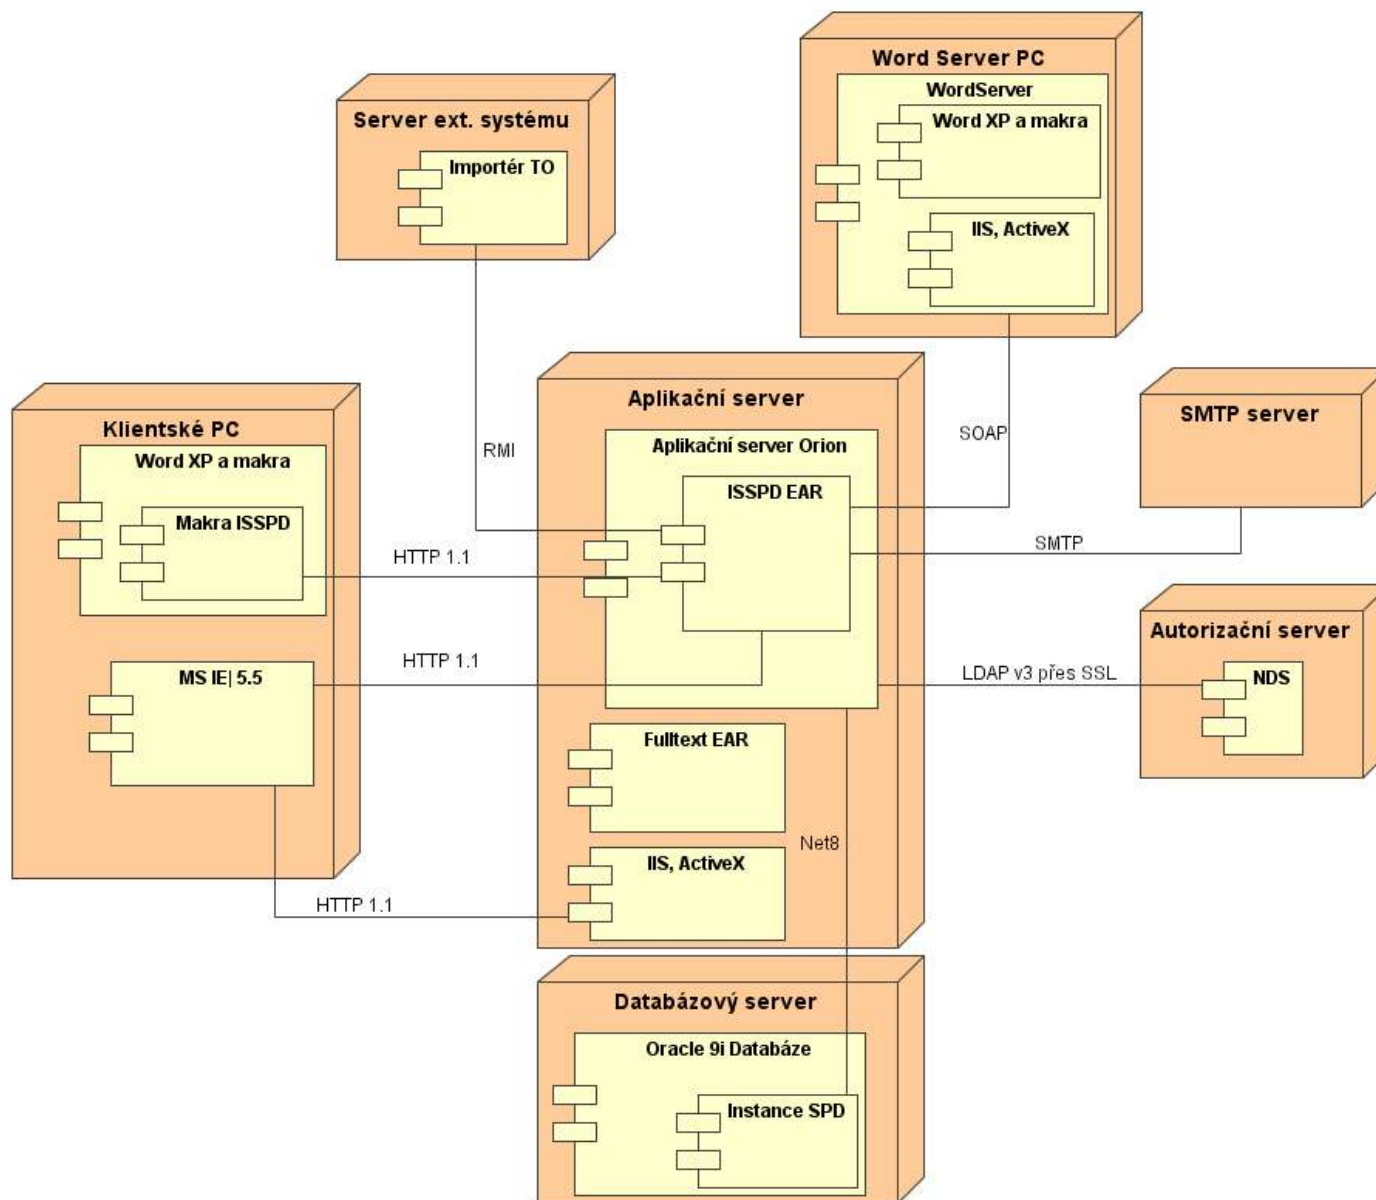 Word Server PC
WordServer
Word XP a makra
IIS, ActiveX
Server ext. systému
Importér TO
Aplikační server
Aplikační server Orion
ISSPD EAR
Fulltext EAR
IIS, ActiveX
Klientské PC
Word XP a makra
Makra ISSPD
MS IE| 5.5
SMTP server
Autorizační server
NDS
RMI
SOAP
SMTP
HTTP 1.1
HTTP 1.1
LDAP v3 přes SSL
Net8
HTTP 1.1
Databázový server
Oracle 9i Databáze
Instance SPD